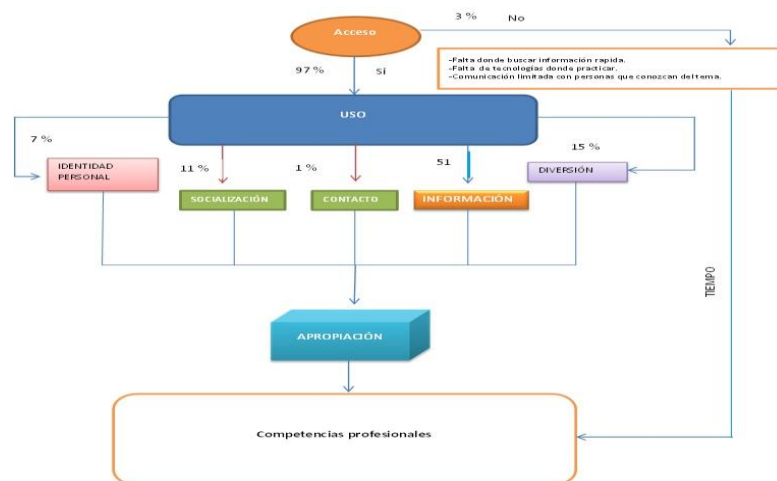 3 % No
Acceso
-Falta donde buscar información rapida.
-Falta de tecnologías donde practicar.
-Comunicación limitada con personas que conozcan del tema.
97 % Si
USO
7 %
IDENTIDAD
PERSONAL
11 %
SOCIALIZACIÓN
1 %
CONTACTO
51
INFORMACIÓN
15 %
DIVERSIÓN
TIEMPO
APROPIACIÓN
Competencias profesionales